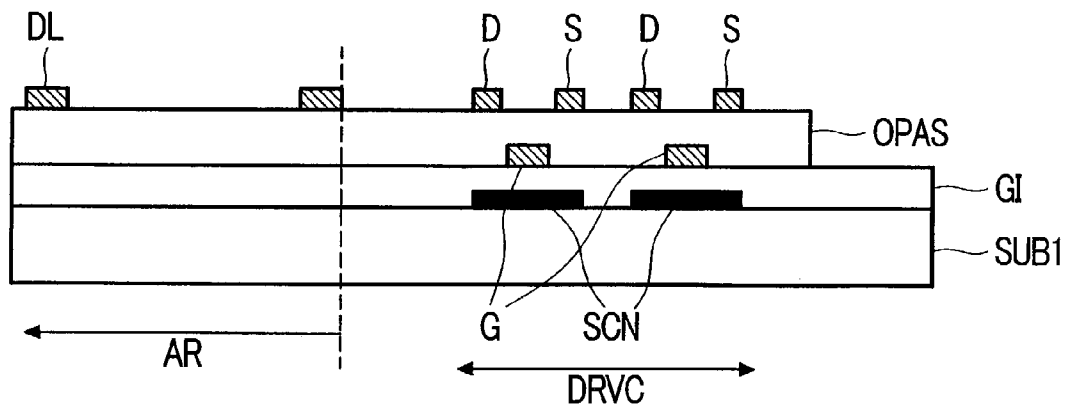 DL D S D S
OPAS
GI
SUB1
G SCN
AR
DRVC